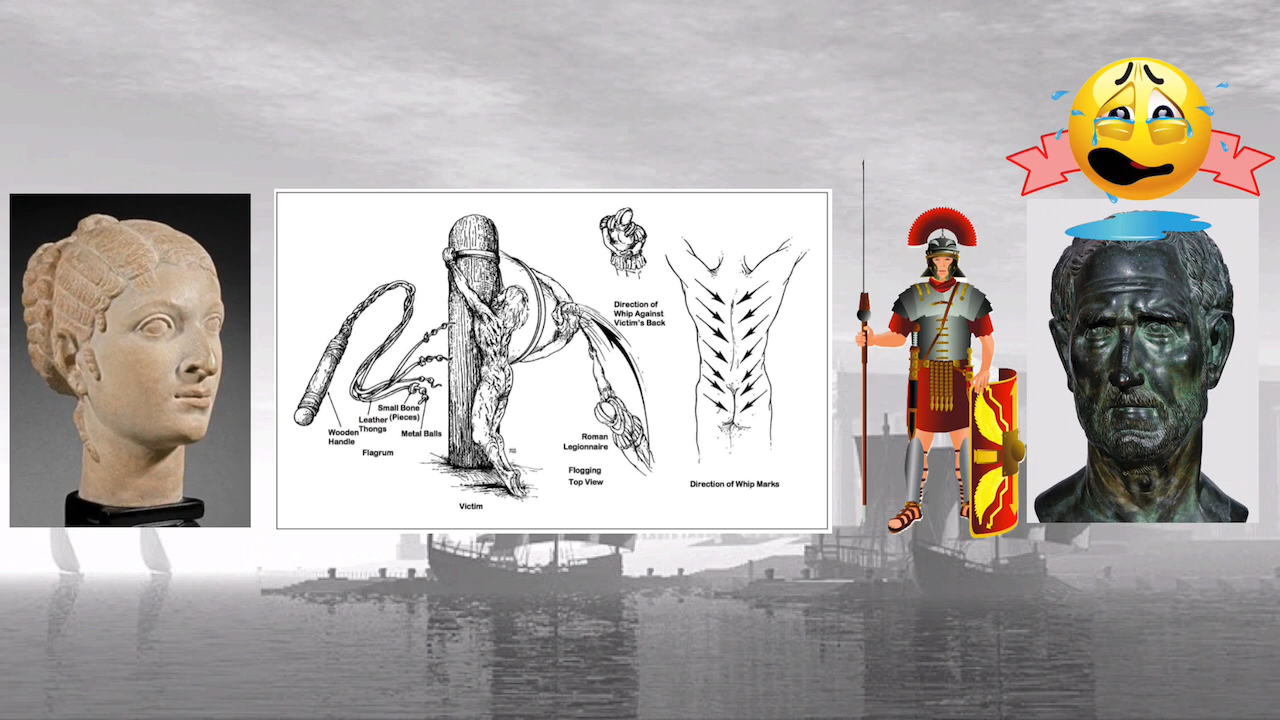 Direction of
Whip Against
Victim's Back
Small Bone
(Pieces)
Leather
Thongs
Wooden
Handle
Metal Balls
Flagrum
Roman
Legionnaire
Flogging
Top View
Direction of Whip Marks
Victim